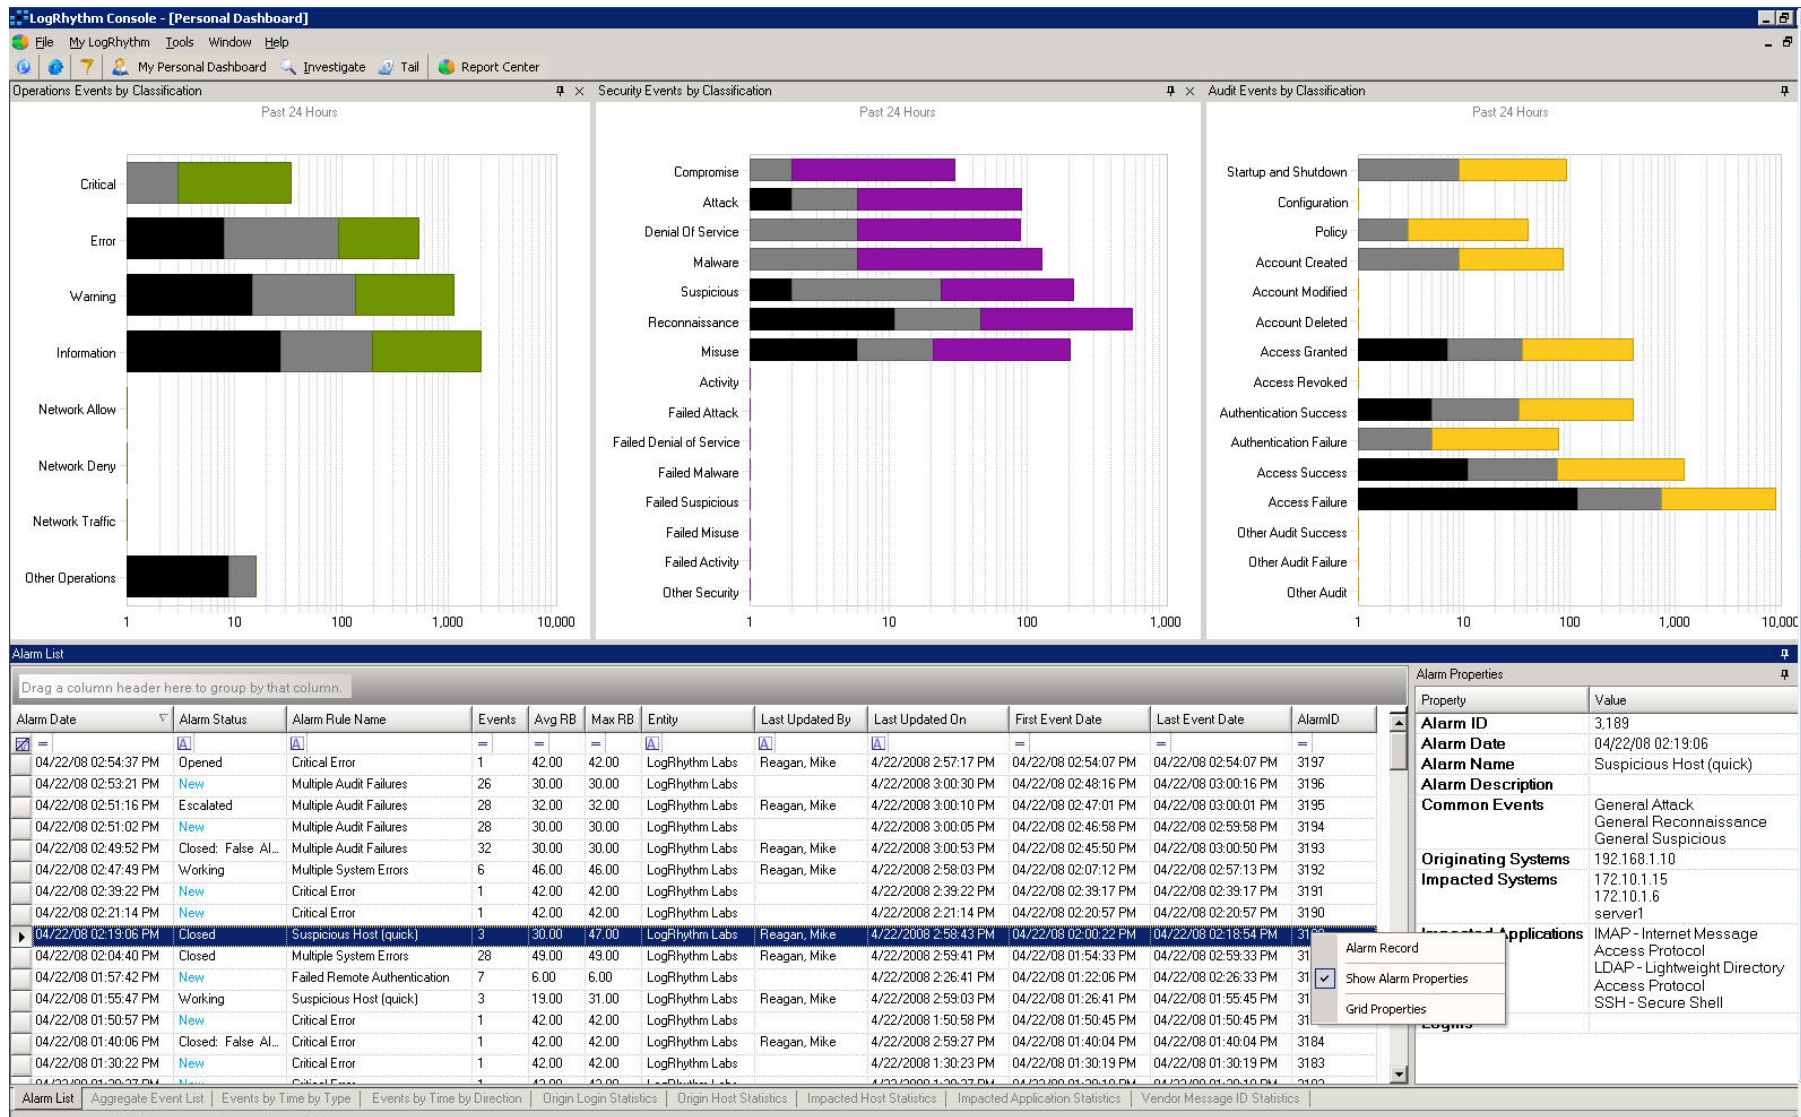 LogRhythm Console - [Personal Dashboard]
File My LogRhythm Tools Window Help
My Personal Dashboard Investigate Tail Report Center
Operations Events by Classification
Past 24 Hours
Critical
Error
Warning
Information
Network Allow
Network Deny
Network Traffic
Other Operations
1 10 100 1,000 10,000
Security Events by Classification
Past 24 Hours
Compromise
Attack
Denial Of Service
Malware
Suspicious
Reconnaissance
Misuse
Activity
Failed Attack
Failed Denial of Service
Failed Malware
Failed Suspicious
Failed Misuse
Failed Activity
Other Security
1 10 100 1,000
Audit Events by Classification
Past 24 Hours
Startup and Shutdown
Configuration
Policy
Account Created
Account Modified
Account Deleted
Access Granted
Access Revoked
Authentication Success
Authentication Failure
Access Success
Access Failure
Other Audit Success
Other Audit Failure
Other Audit
1 10 100 1,000 10,000
Alarm List
Drag a column header here to group by that column.
Alarm Date Alarm Status Alarm Rule Name Events Avg RB Max RB Entity Last Updated By Last Updated On First Event Date Last Event Date AlarmID
= A A = = = A A A = = =
04/22/08 02:54:37 PM Opened Critical Error 1 42.00 42.00 LogRhythm Labs Reagan, Mike 4/22/2008 2:57:17 PM 04/22/08 02:54:07 PM 04/22/08 02:54:07 PM 3197
04/22/08 02:53:21 PM New Multiple Audit Failures 26 30.00 30.00 LogRhythm Labs 4/22/2008 3:00:30 PM 04/22/08 02:48:16 PM 04/22/08 03:00:16 PM 3196
04/22/08 02:51:16 PM Escalated Multiple Audit Failures 28 32.00 32.00 LogRhythm Labs Reagan, Mike 4/22/2008 3:00:10 PM 04/22/08 02:47:01 PM 04/22/08 03:00:01 PM 3195
04/22/08 02:51:02 PM New Multiple Audit Failures 28 30.00 30.00 LogRhythm Labs 4/22/2008 3:00:05 PM 04/22/08 02:46:58 PM 04/22/08 02:59:58 PM 3194
04/22/08 02:49:52 PM Closed: False Al... Multiple Audit Failures 32 30.00 30.00 LogRhythm Labs Reagan, Mike 4/22/2008 3:00:53 PM 04/22/08 02:45:50 PM 04/22/08 03:00:50 PM 3193
04/22/08 02:47:49 PM Working Multiple System Errors 6 46.00 46.00 LogRhythm Labs Reagan, Mike 4/22/2008 2:58:03 PM 04/22/08 02:07:12 PM 04/22/08 02:57:13 PM 3192
04/22/08 02:39:22 PM New Critical Error 1 42.00 42.00 LogRhythm Labs 4/22/2008 2:39:22 PM 04/22/08 02:39:17 PM 04/22/08 02:39:17 PM 3191
04/22/08 02:21:14 PM New Critical Error 1 42.00 42.00 LogRhythm Labs 4/22/2008 2:21:14 PM 04/22/08 02:20:57 PM 04/22/08 02:20:57 PM 3190
04/22/08 02:19:06 PM Closed Suspicious Host (quick) 3 30.00 47.00 LogRhythm Labs Reagan, Mike 4/22/2008 2:58:43 PM 04/22/08 02:00:22 PM 04/22/08 02:18:54 PM
04/22/08 02:04:40 PM Closed Multiple System Errors 28 49.00 49.00 LogRhythm Labs Reagan, Mike 4/22/2008 2:59:41 PM 04/22/08 01:54:33 PM 04/22/08 02:59:33 PM 31
04/22/08 01:57:42 PM New Failed Remote Authentication 7 6.00 6.00 LogRhythm Labs 4/22/2008 2:26:41 PM 04/22/08 01:22:06 PM 04/22/08 02:26:33 PM 31
04/22/08 01:55:47 PM Working Suspicious Host (quick) 3 19.00 31.00 LogRhythm Labs Reagan, Mike 4/22/2008 2:59:03 PM 04/22/08 01:26:41 PM 04/22/08 01:55:45 PM 31
04/22/08 01:50:57 PM New Critical Error 1 42.00 42.00 LogRhythm Labs 4/22/2008 1:50:58 PM 04/22/08 01:50:45 PM 04/22/08 01:50:45 PM 31
04/22/08 01:40:06 PM Closed: False Al... Critical Error 1 42.00 42.00 LogRhythm Labs Reagan, Mike 4/22/2008 2:59:27 PM 04/22/08 01:40:04 PM 04/22/08 01:40:04 PM 3184
04/22/08 01:30:22 PM New Critical Error 1 42.00 42.00 LogRhythm Labs 4/22/2008 1:30:23 PM 04/22/08 01:30:19 PM 04/22/08 01:30:19 PM 3183
Alarm Record
Show Alarm Properties
Grid Properties
Alarm Properties
Property Value
Alarm ID 3,189
Alarm Date 04/22/08 02:19:06
Alarm Name Suspicious Host (quick)
Alarm Description
Common Events General Attack
General Reconnaissance
General Suspicious
Originating Systems 192.168.1.10
Impacted Systems 172.10.1.15
172.10.1.6
server1
Applications IMAP - Internet Message
Access Protocol
LDAP - Lightweight Directory
Access Protocol
SSH - Secure Shell
Alarm List Aggregate Event List Events by Time by Type Events by Time by Direction Origin Login Statistics Origin Host Statistics Impacted Host Statistics Impacted Application Statistics Vendor Message ID Statistics